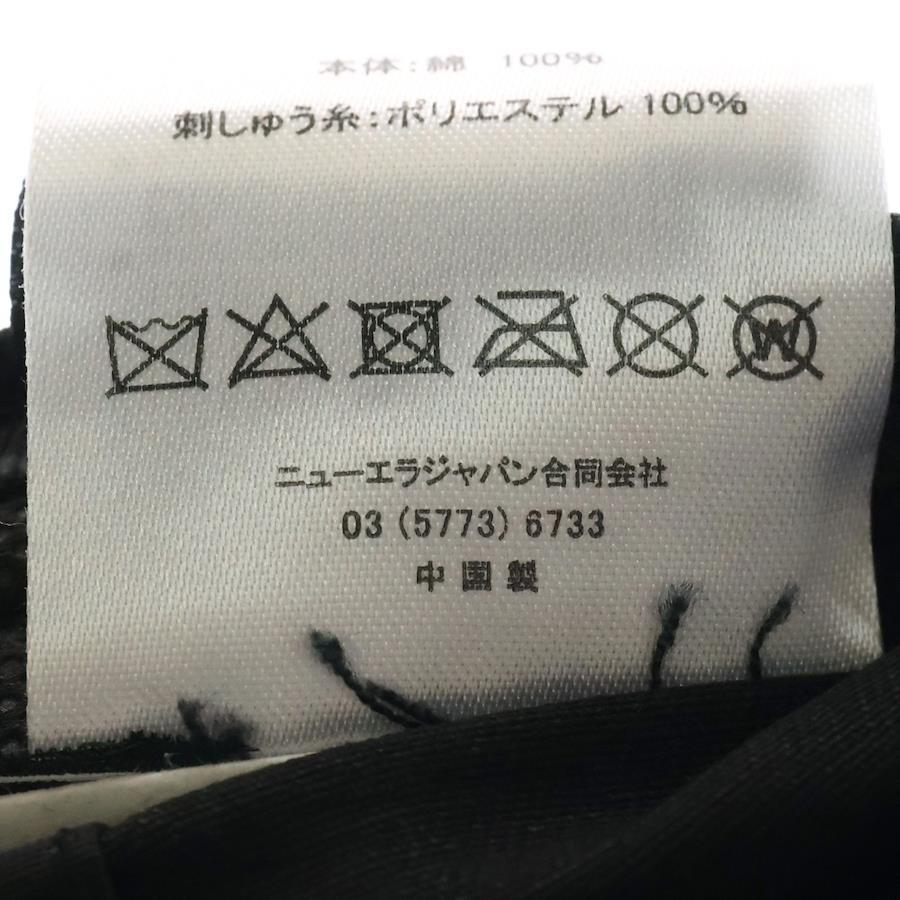 本体:綿 100%
刺しゅう糸:ポリエステル 100%
W
ニューエラジャパン合同会社
03 (5773) 6733
中国製